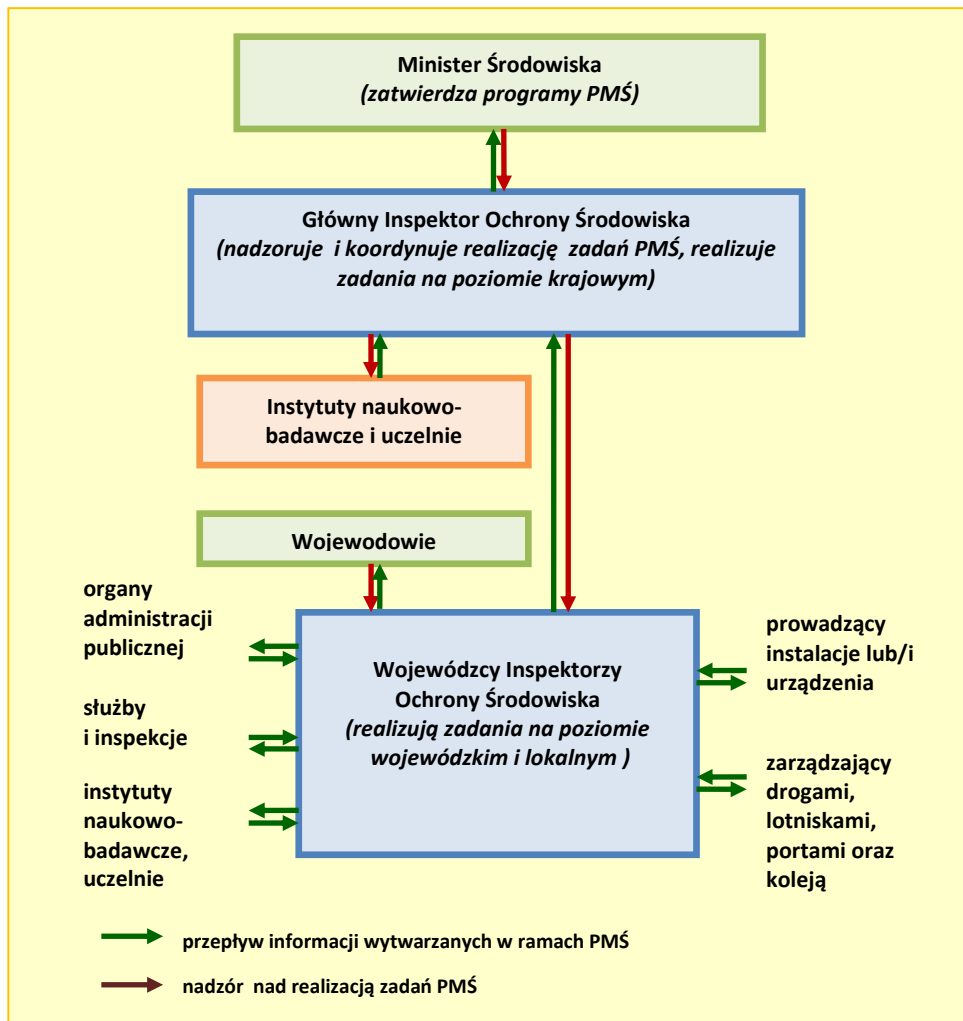 Minister Środowiska
(zatwierdza programy PMŚ)
Główny Inspektor Ochrony Środowiska
(nadzoruje i koordynuje realizację zadań PMŚ, realizuje
zadania na poziomie krajowym)
Instytuty naukowo-
badawcze i uczelnie
Wojewodowie
organy
administracji
publicznej
służby
i inspekcje
instytuty
naukowo-
badawcze,
uczelnie
Wojewódzcy Inspektorzy
Ochrony Środowiska
(realizują zadania na poziomie
wojewódzkim i lokalnym )
prowadzący
instalacje lub/i
urządzenia
zarządzający
drogami,
lotniskami,
portami oraz
koleją
przepływ informacji wytwarzanych w ramach PMŚ
nadzór nad realizacją zadań PMŚ